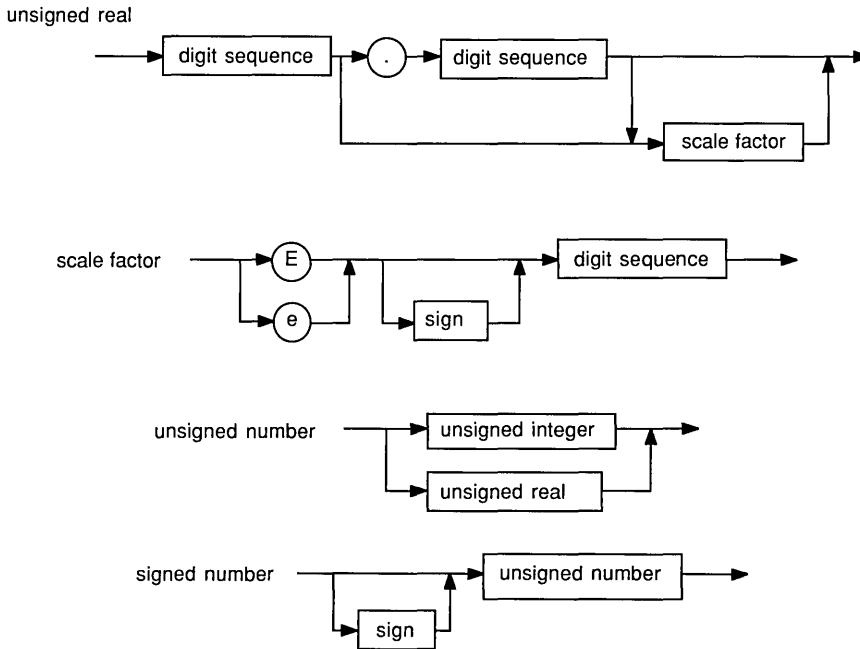 unsigned real
digit sequence . digit sequence
scale factor
scale factor E digit sequence
e sign
unsigned number unsigned integer
unsigned real
signed number unsigned number
sign